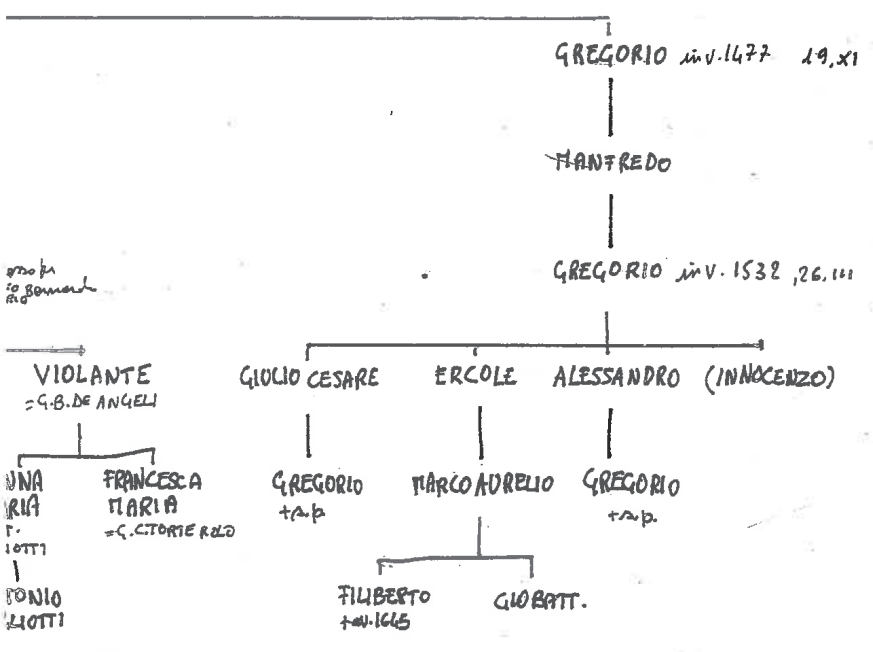 GREGORIO inv. 1477 19, XI
MANFREDO
GREGORIO inv. 1532, 26. III
VIOLANTE GIULIO CESARE ERCOLE ALESSANDRO (INNOCENZO)
= G.B. DE ANGELI
FRANCESCA GREGORIO MARCO AURELIO GREGORIO
MARIA + s.p. + s.p.
= G.C. TORTEROLO
FILIBERTO GIO BATT.
+ av. 1645